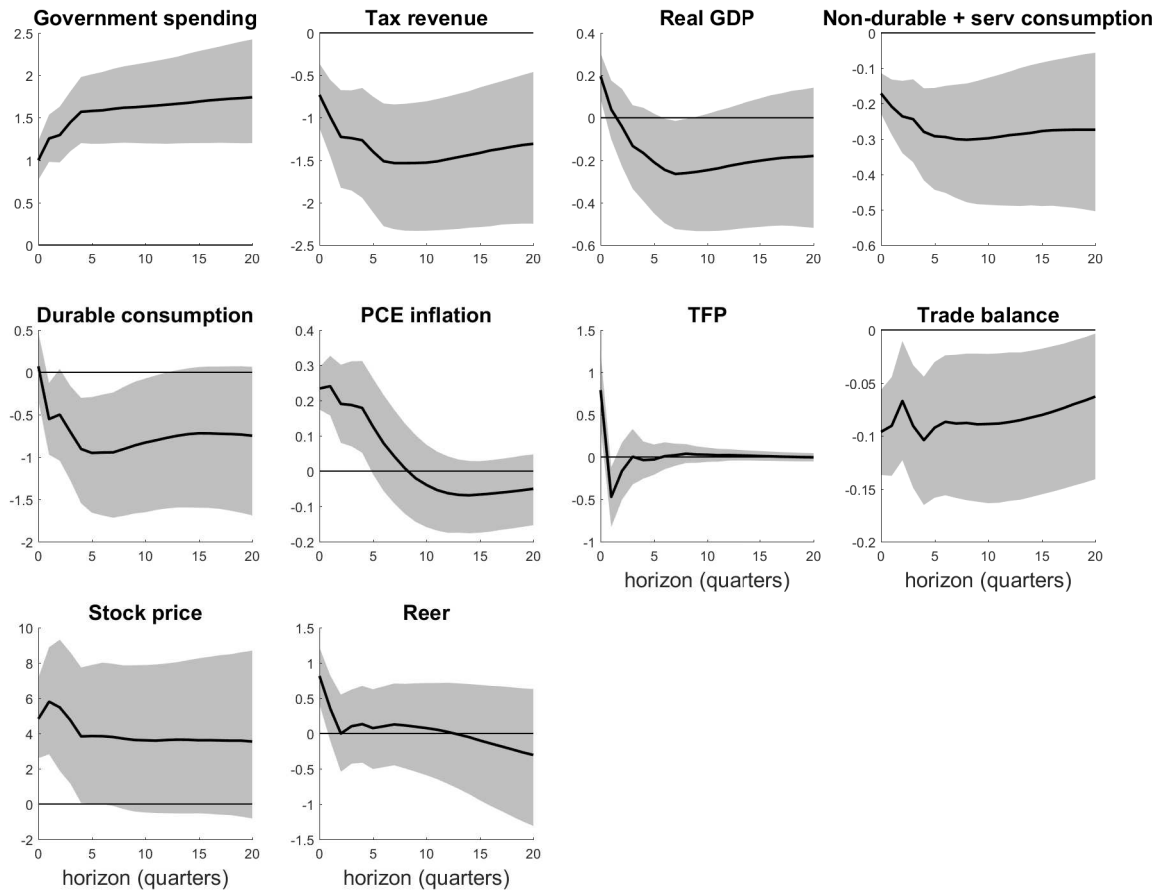 Government spending
2.5
2
1.5
1
0.5
0
0 5 10 15 20
Tax revenue
0
-0.5
-1
-1.5
-2
-2.5
0 5 10 15 20
Real GDP
0.4
0.2
0
-0.2
-0.4
-0.6
0 5 10 15 20
Non-durable + serv consumption
0
-0.1
-0.2
-0.3
-0.4
-0.5
-0.6
0 5 10 15 20
Durable consumption
0.5
0
-0.5
-1
-1.5
-2
0 5 10 15 20
PCE inflation
0.4
0.3
0.2
0.1
0
-0.1
-0.2
0 5 10 15 20
TFP
1.5
1
0.5
0
-0.5
-1
0 5 10 15 20
horizon (quarters)
Trade balance
0
-0.05
-0.1
-0.15
-0.2
0 5 10 15 20
horizon (quarters)
Stock price
10
8
6
4
2
0
-2
0 5 10 15 20
horizon (quarters)
Reer
1.5
1
0.5
0
-0.5
-1
-1.5
0 5 10 15 20
horizon (quarters)